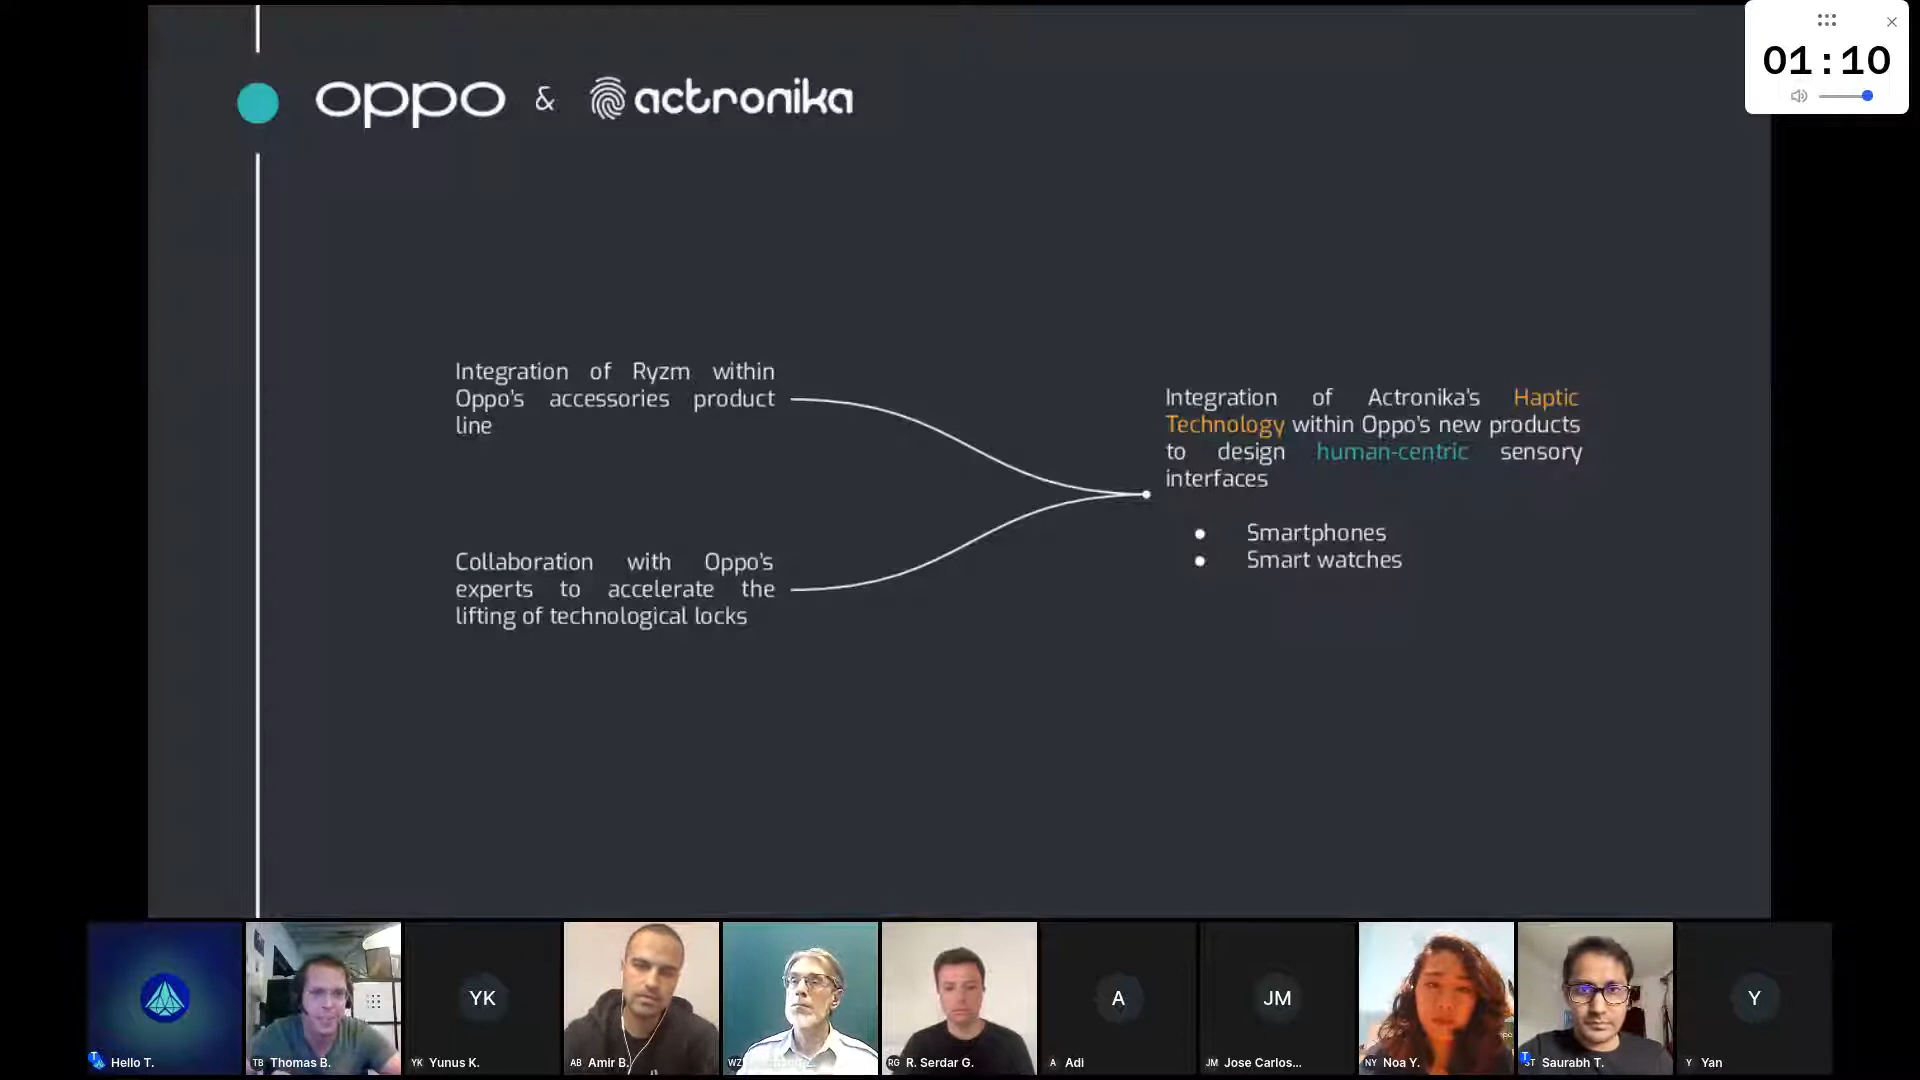 oppo & actronika
01:10
Integration of Ryzm within
Oppo's accessories product
line
Collaboration with Oppo's
experts to accelerate the
lifting of technological locks
Integration of Actronika's Haptic
Technology within Oppo's new products
to design human-centric sensory
interfaces
● Smartphones
● Smart watches
YK
A
JM
Y
T Hello T.
TB Thomas B.
YK Yunus K.
AB Amir B.
WZ
RG R. Serdar G.
A Adi
JM Jose Carlos...
NY Noa Y.
ST Saurabh T.
Y Yan